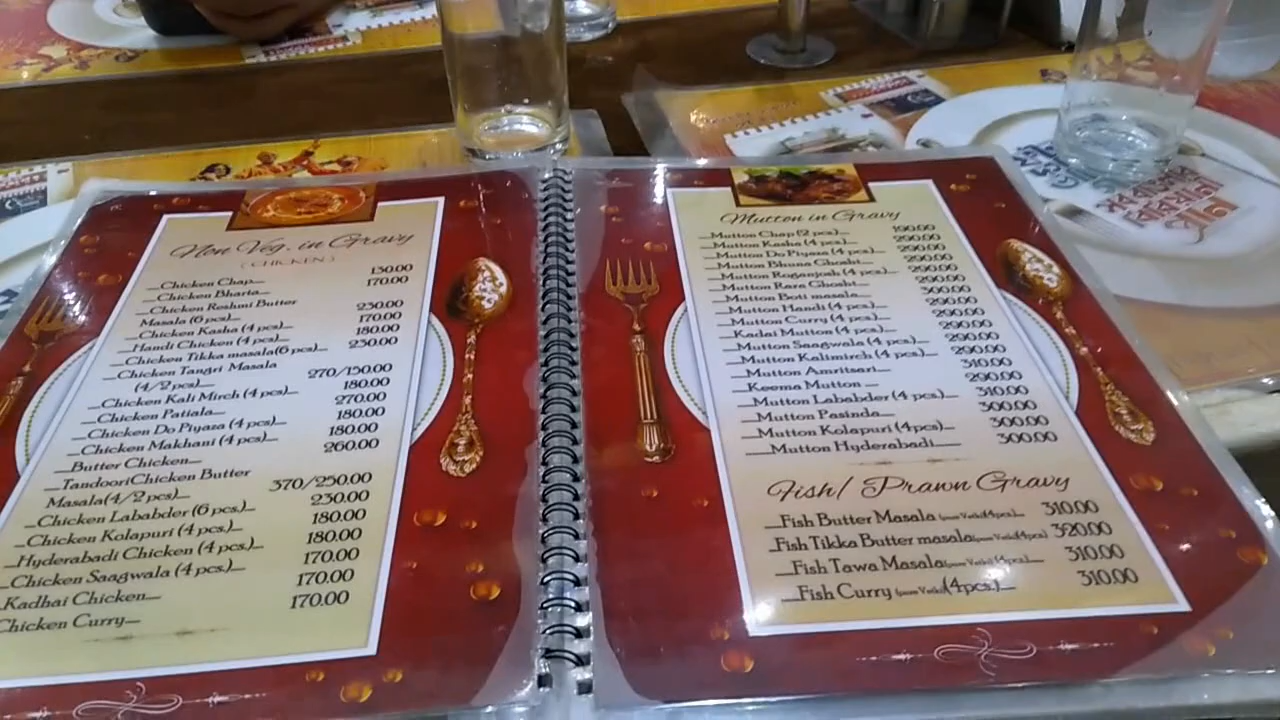 Non Veg. in Gravy
( CHICKEN )
Chicken Chap 130.00
Chicken Bharta 170.00
Chicken Reshmi Butter
Masala (6 pcs) 230.00
Chicken Kasha (4 pcs) 170.00
Handi Chicken (4 pcs) 180.00
Chicken Tikka masala(6 pcs) 230.00
Chicken Tangri Masala
(4/2 pcs) 270/150.00
Chicken Kali Mirch (4 pcs) 180.00
Chicken Patiala 270.00
Chicken Do Piyaza (4 pcs) 180.00
Chicken Makhani (4 pcs) 180.00
Butter Chicken 260.00
TandooriChicken Butter
Masala(4/2 pcs) 370/250.00
Chicken Lababder (6 pcs.) 230.00
Chicken Kolapuri (4 pcs.) 180.00
Hyderabadi Chicken (4 pcs.) 180.00
Chicken Saagwala (4 pcs.) 170.00
Kadhai Chicken 170.00
Chicken Curry 170.00
Mutton in Gravy
Mutton Chap (2 pcs) 190.00
Mutton Kasha (4 pcs) 290.00
Mutton Do Piyaza (4 pcs) 290.00
Mutton Bhuna Ghosht 290.00
Mutton Roganjosh (4 pcs) 290.00
Mutton Rara Ghosht 290.00
Mutton Boti masala 300.00
Mutton Handi (4 pcs) 290.00
Mutton Curry (4 pcs) 290.00
Kadai Mutton (4 pcs) 290.00
Mutton Saagwala (4 pcs) 290.00
Mutton Kalimirch (4 pcs) 290.00
Mutton Amritsari 310.00
Keema Mutton 290.00
Mutton Lababder (4 pcs) 310.00
Mutton Pasinda 300.00
Mutton Kolapuri (4pcs) 300.00
Mutton Hyderabadi 300.00
Fish/ Prawn Gravy
Fish Butter Masala (pure Vetki)(4pcs.) 310.00
Fish Tikka Butter masala(pure Vetki)(4pcs) 320.00
Fish Tawa Masala(pure Vetki) (4pcs.) 310.00
Fish Curry (pure Vetki)(4pcs.) 310.00